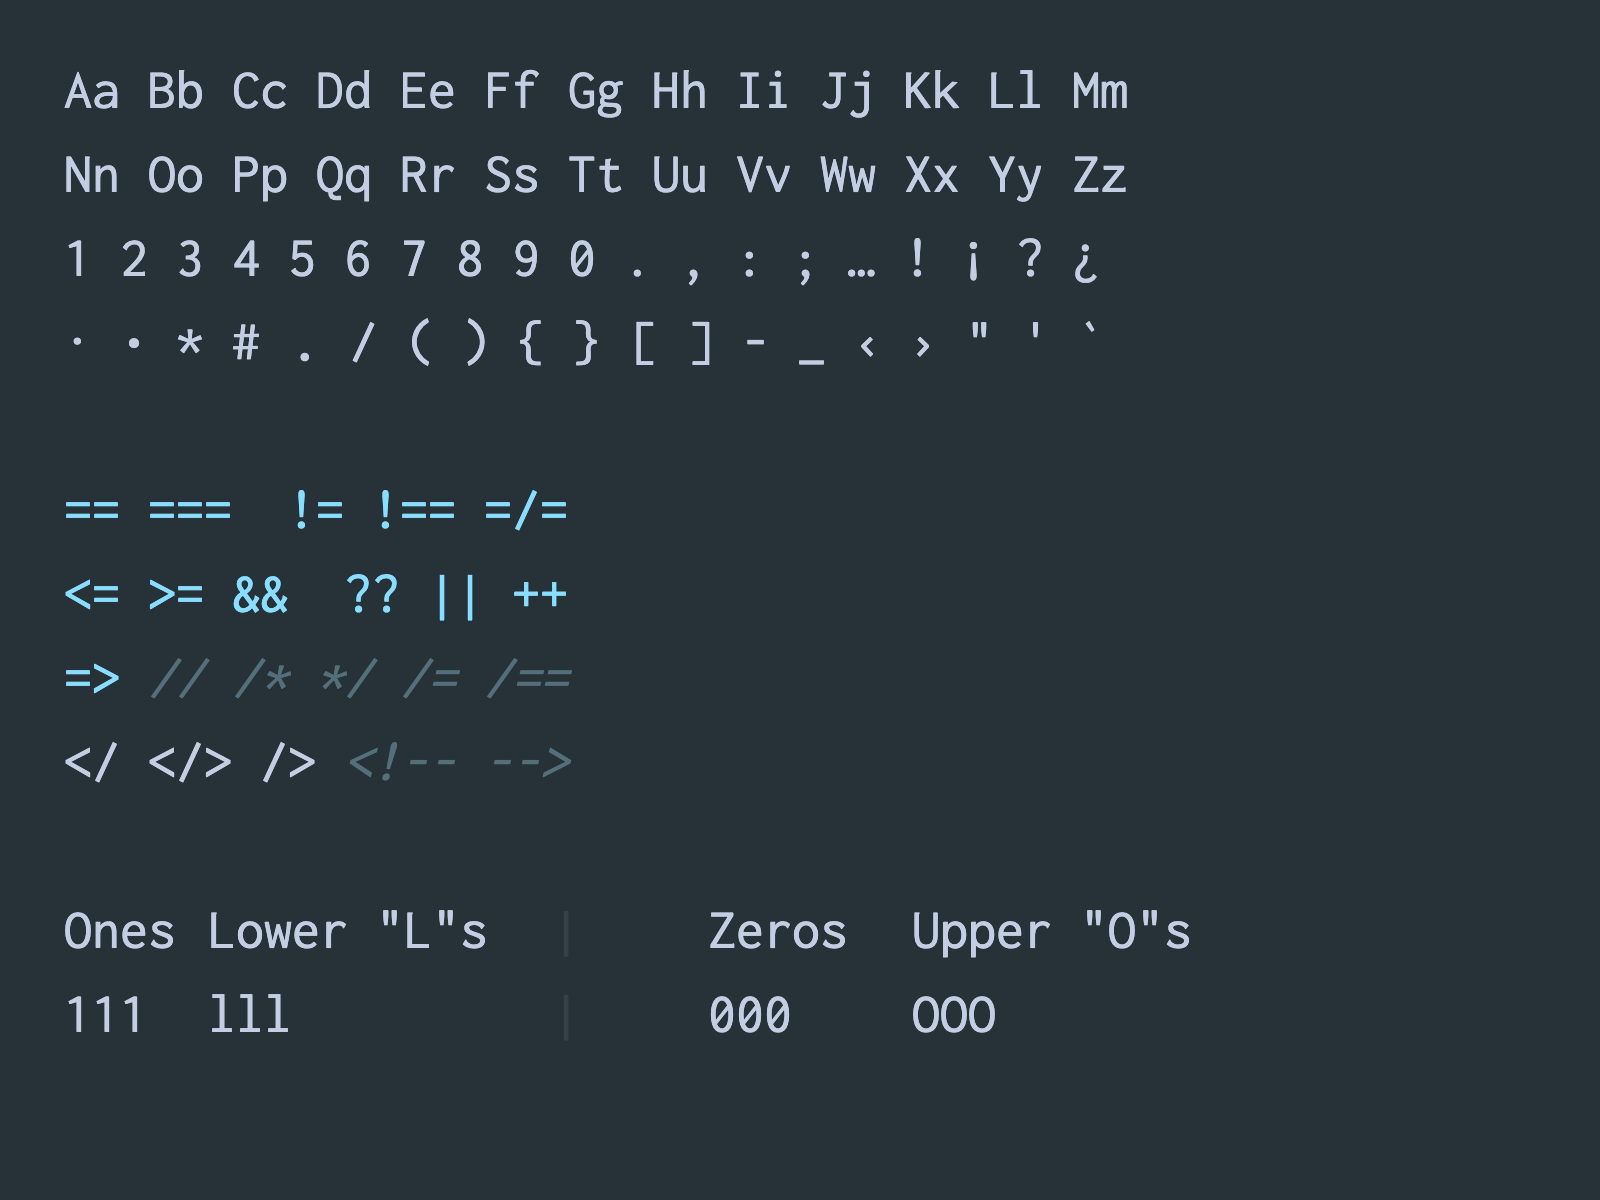 Aa Bb Cc Dd Ee Ff Gg Hh Ii Jj Kk Ll Mm
Nn Oo Pp Qq Rr Ss Tt Uu Vv Ww Xx Yy Zz
1 2 3 4 5 6 7 8 9 0 . , : ; … ! ¡ ? ¿
· • * # . / ( ) { } [ ] - _ ‹ › " ' `
== === != !== =/=
<= >= && ?? || ++
=> // /* */ /= /==
</ </> /> <!-- -->
Ones Lower "L"s | Zeros Upper "O"s
111 lll | 000 OOO